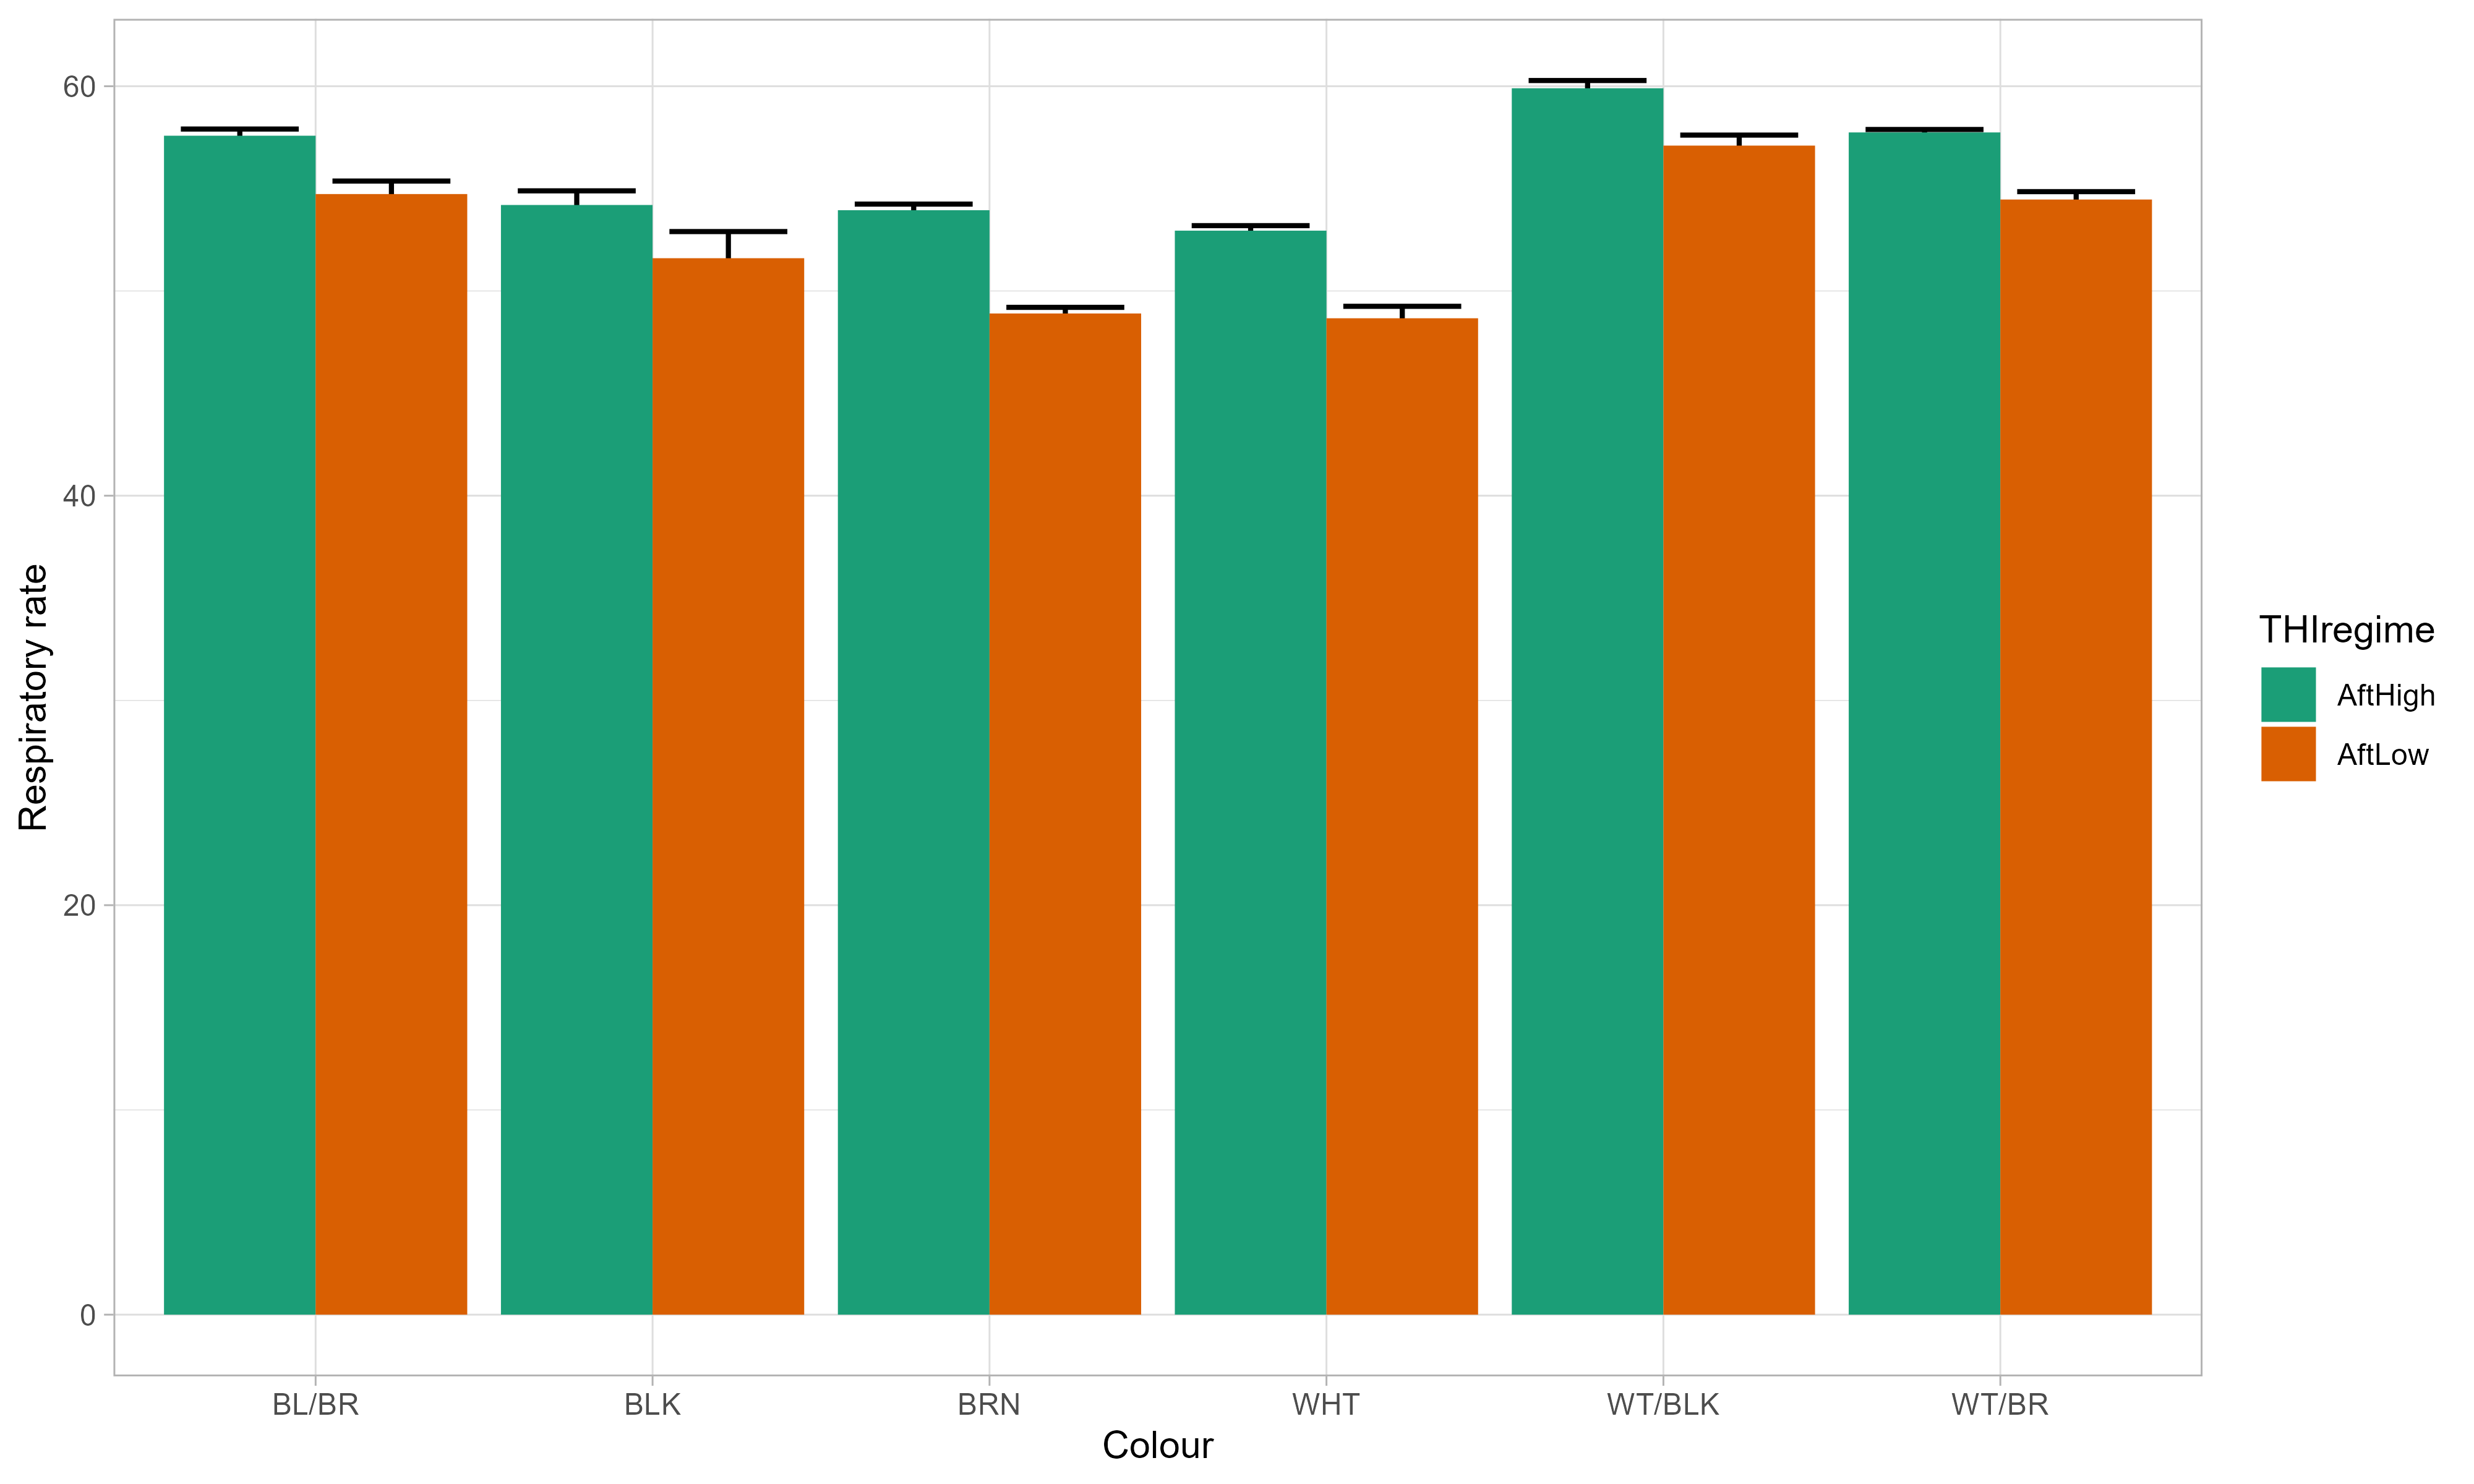 60
40
20
0
Respiratory rate
BL/BR
BLK
BRN
WHT
WT/BLK
WT/BR
Colour
THIregime
AftHigh
AftLow